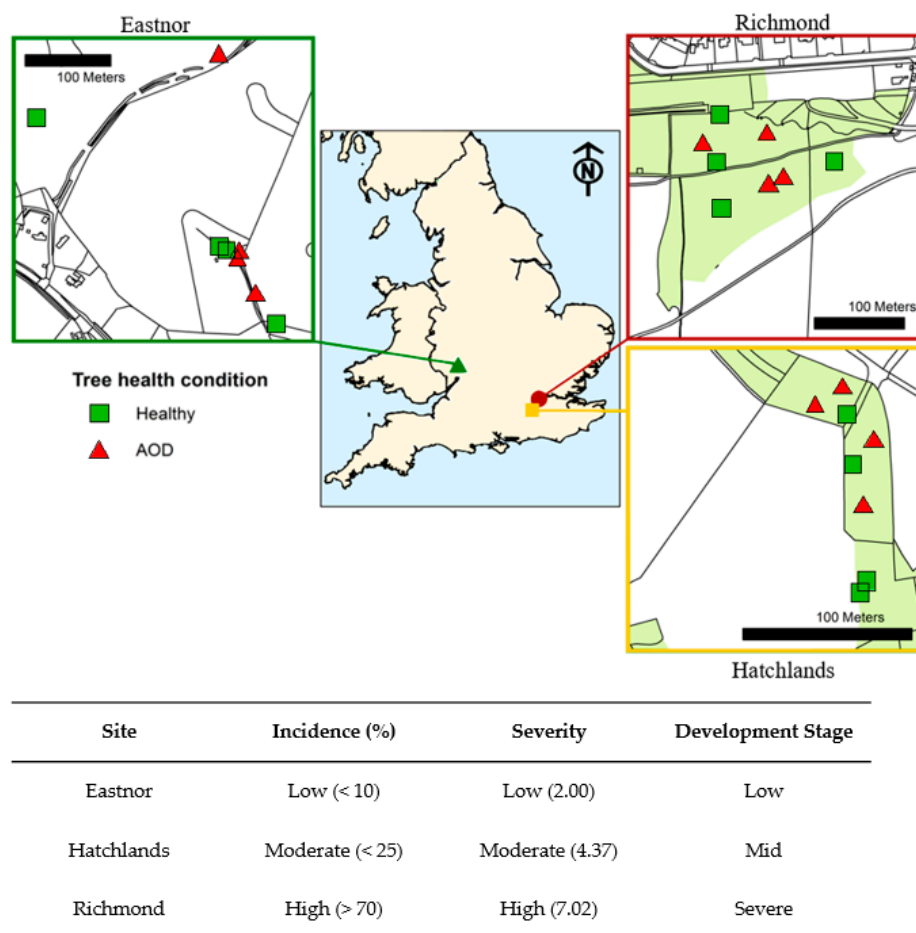 Eastnor
Richmond
100 Meters
N
100 Meters
Tree health condition
Healthy
AOD
100 Meters
Hatchlands
Site Incidence (%) Severity Development Stage
Eastnor Low (< 10) Low (2.00) Low
Hatchlands Moderate (< 25) Moderate (4.37) Mid
Richmond High (> 70) High (7.02) Severe